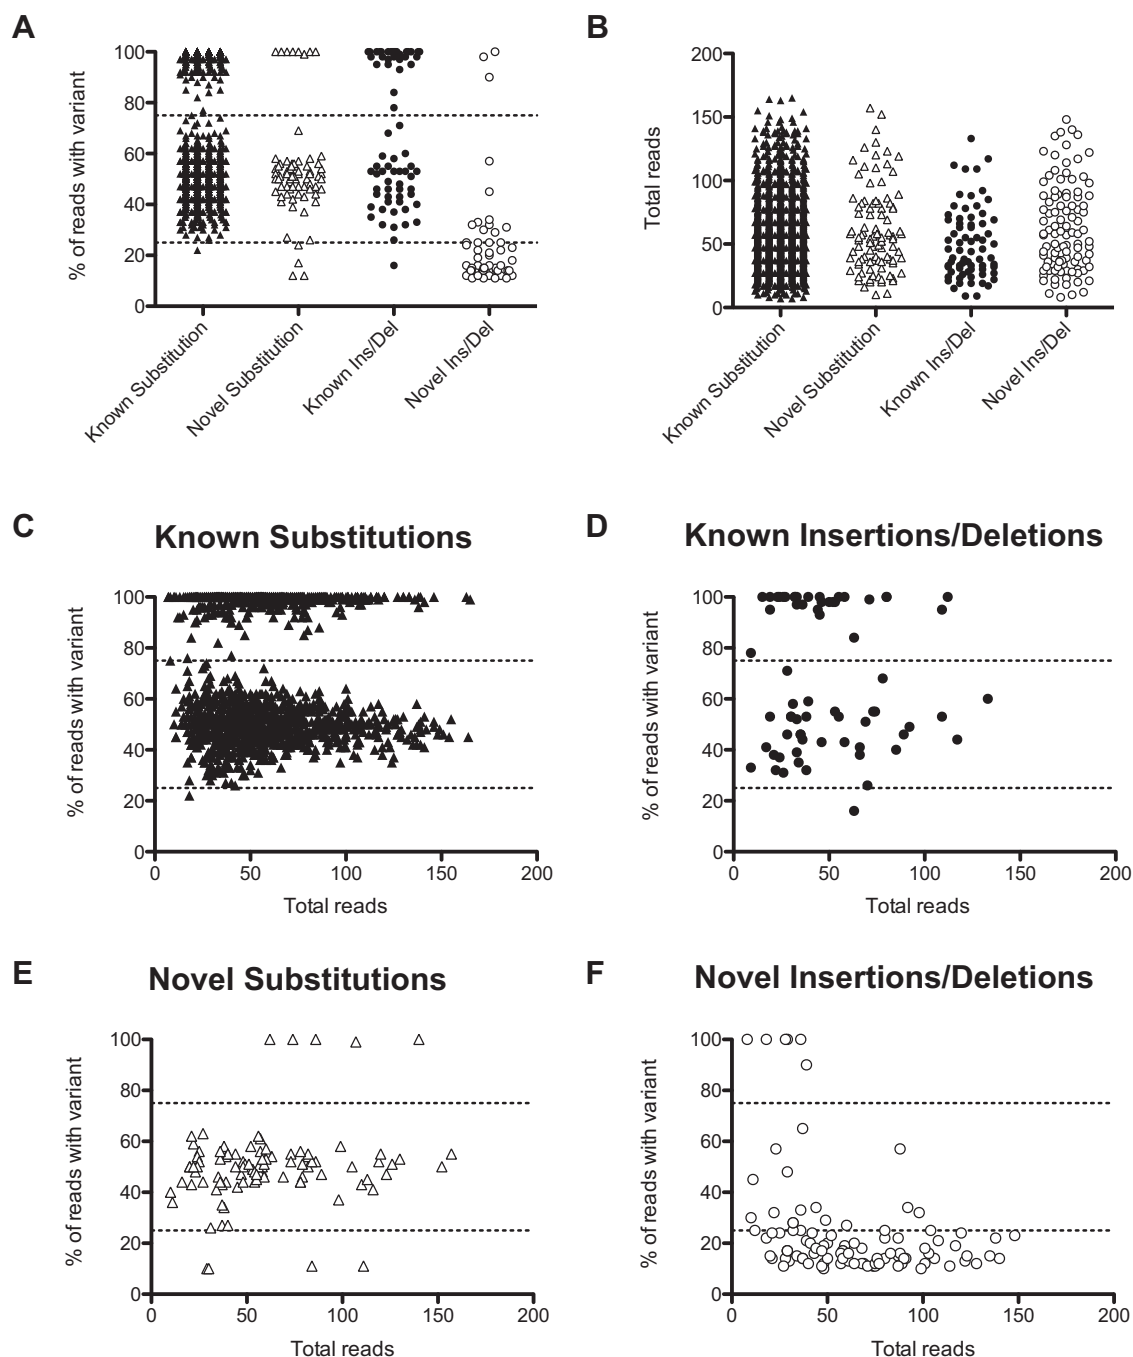 A
% of reads with variant
100
80
60
40
20
0
Known Substitution
Novel Substitution
Known Ins/Del
Novel Ins/Del
B
Total reads
200
150
100
50
0
Known Substitution
Novel Substitution
Known Ins/Del
Novel Ins/Del
C
Known Substitutions
% of reads with variant
100
80
60
40
20
0
0 50 100 150 200
Total reads
D
Known Insertions/Deletions
% of reads with variant
100
80
60
40
20
0
0 50 100 150 200
Total reads
E
Novel Substitutions
% of reads with variant
100
80
60
40
20
0
0 50 100 150 200
Total reads
F
Novel Insertions/Deletions
% of reads with variant
100
80
60
40
20
0
0 50 100 150 200
Total reads